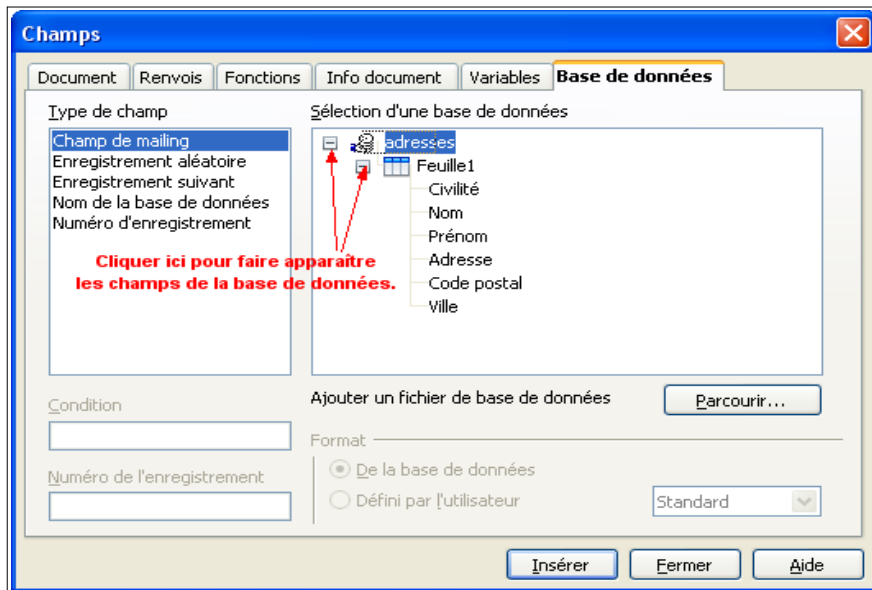 Champs
Document Renvois Fonctions Info document Variables Base de données
Type de champ
Champ de mailing
Enregistrement aléatoire
Enregistrement suivant
Nom de la base de données
Numéro d'enregistrement
Sélection d'une base de données
adresses
Feuille1
Civilité
Nom
Prénom
Adresse
Code postal
Ville
Cliquer ici pour faire apparaître
les champs de la base de données.
Condition
Numéro de l'enregistrement
Ajouter un fichier de base de données Parcourir...
Format
De la base de données
Défini par l'utilisateur Standard
Insérer Fermer Aide